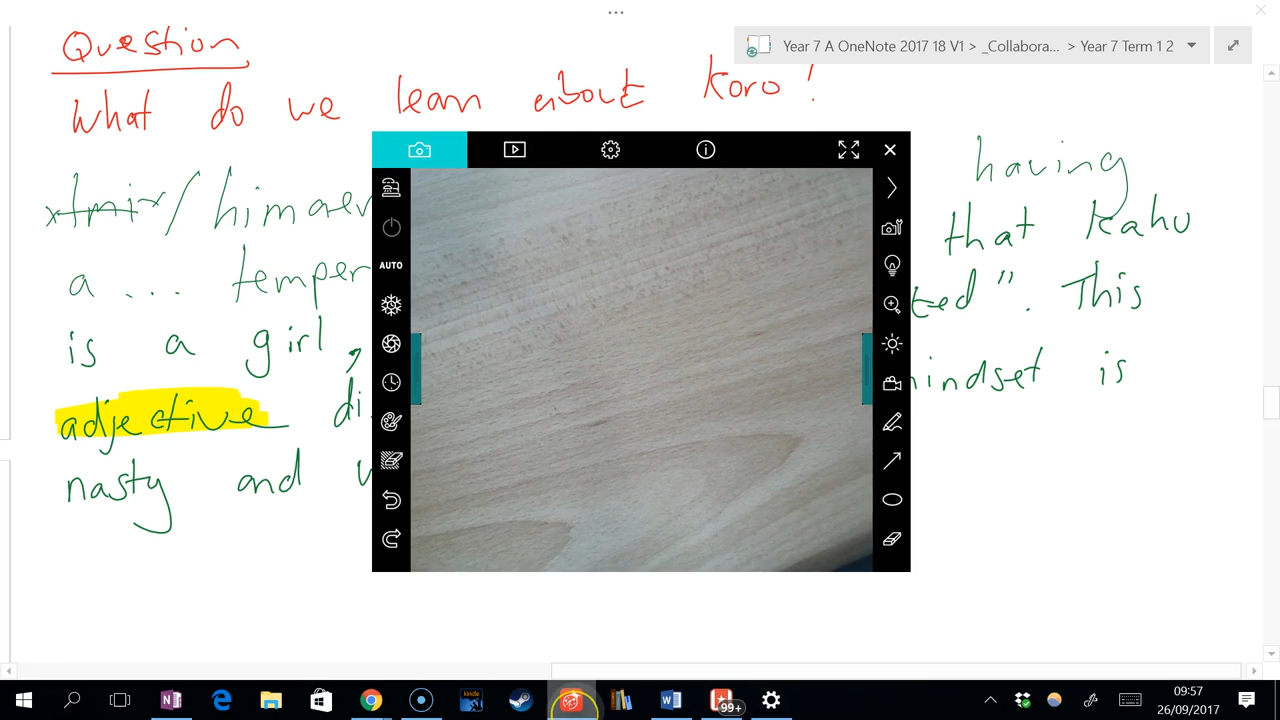 Question
Year 7 A OneNote 2017 18 V1 > _Collabora... > Year 7 Term 1 2
What do we learn about Koro?
having
a ... temper
that Kahu
is a girl
ted". This
adjective di
mindset is
nasty and
AUTO
99+
09:57
26/09/2017